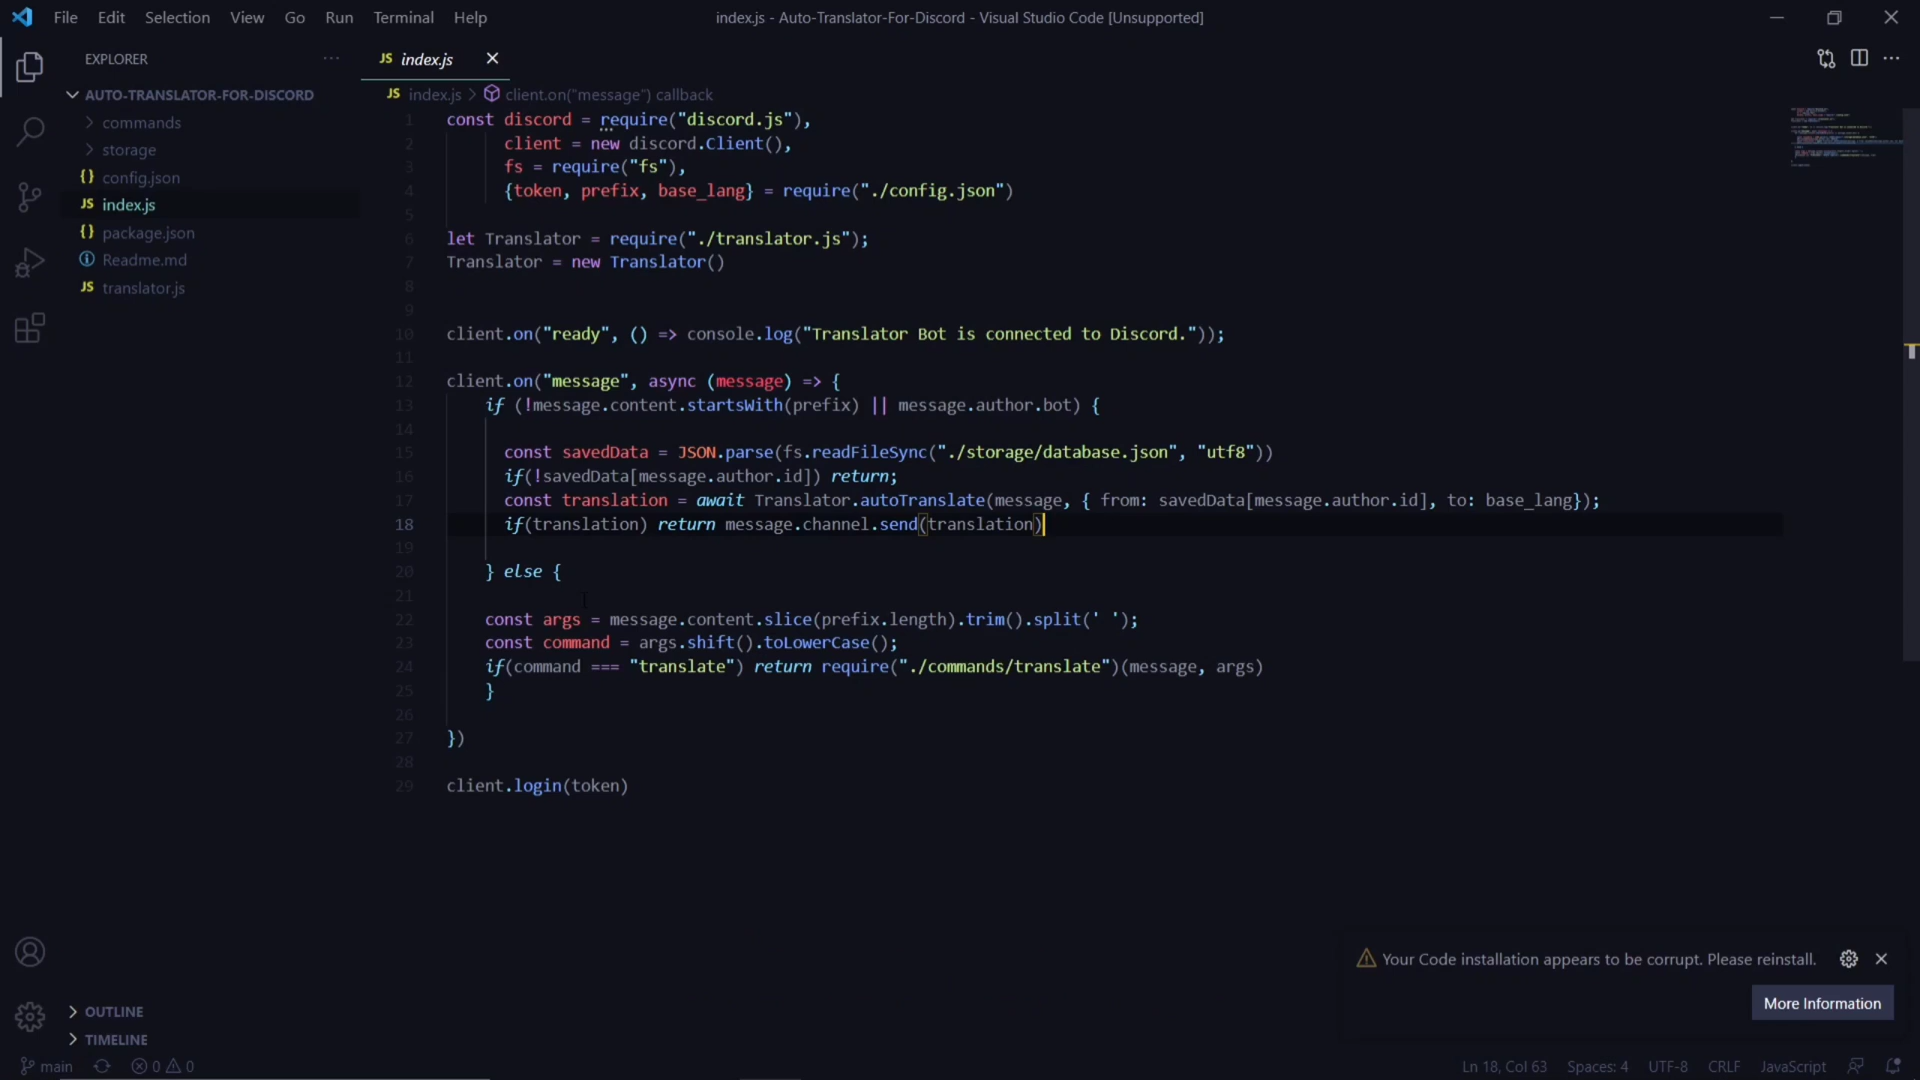 File Edit Selection View Go Run Terminal Help
index.js - Auto-Translator-For-Discord - Visual Studio Code [Unsupported]
EXPLORER
JS index.js
AUTO-TRANSLATOR-FOR-DISCORD
commands
storage
{} config.json
JS index.js
{} package.json
Readme.md
JS translator.js
JS index.js > client.on("message") callback
1 const discord = require("discord.js"),
2 client = new discord.Client(),
3 fs = require("fs"),
4 {token, prefix, base_lang} = require("./config.json")
5
6 let Translator = require("./translator.js");
7 Translator = new Translator()
8
9
10 client.on("ready", () => console.log("Translator Bot is connected to Discord."));
11
12 client.on("message", async (message) => {
13 if (!message.content.startsWith(prefix) || message.author.bot) {
14
15 const savedData = JSON.parse(fs.readFileSync("./storage/database.json", "utf8"))
16 if(!savedData[message.author.id]) return;
17 const translation = await Translator.autoTranslate(message, { from: savedData[message.author.id], to: base_lang});
18 if(translation) return message.channel.send(translation)
19
20 } else {
21
22 const args = message.content.slice(prefix.length).trim().split(' ');
23 const command = args.shift().toLowerCase();
24 if(command === "translate") return require("./commands/translate")(message, args)
25 }
26
27 })
28
29 client.login(token)
Your Code installation appears to be corrupt. Please reinstall.
More Information
OUTLINE
TIMELINE
main 0 0
Ln 18, Col 63 Spaces: 4 UTF-8 CRLF JavaScript